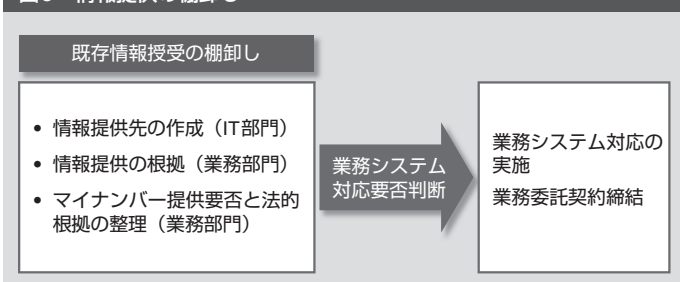 既存情報授受の棚卸し
• 情報提供先の作成（IT部門）
• 情報提供の根拠（業務部門）
• マイナンバー提供要否と法的
根拠の整理（業務部門）
業務システム
対応要否判断
業務システム対応の
実施
業務委託契約締結